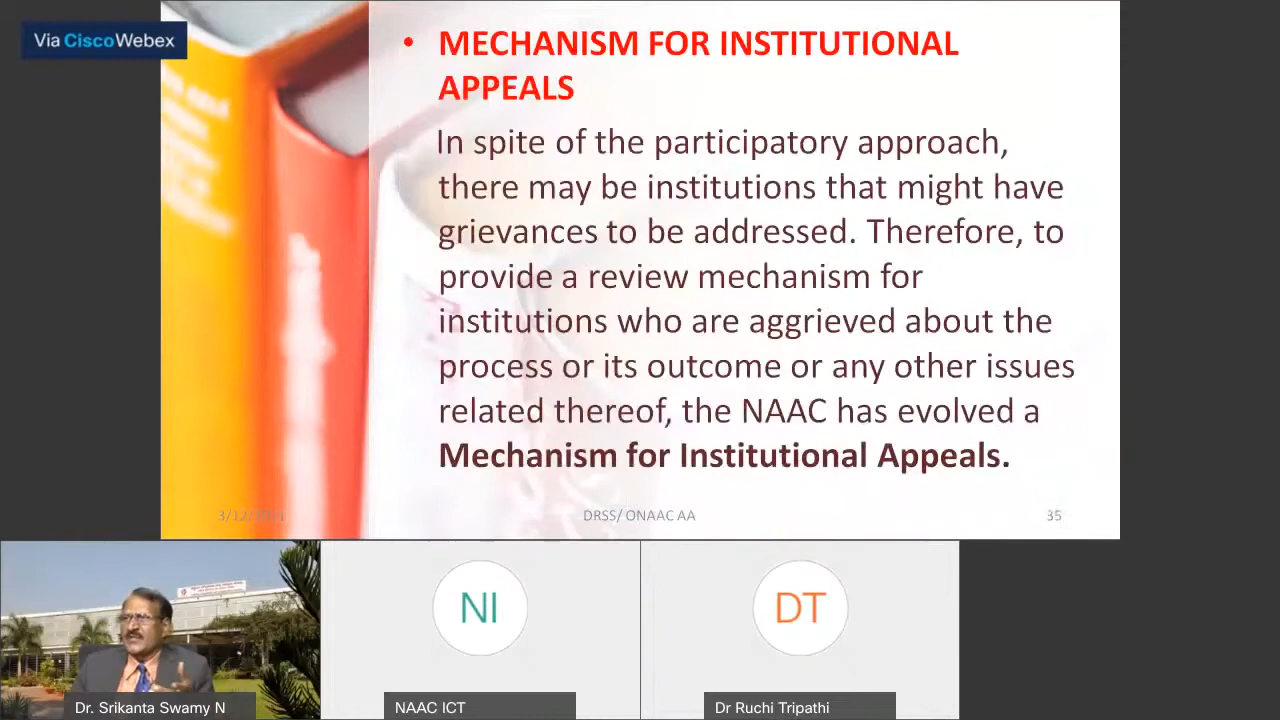 Via Cisco Webex
• MECHANISM FOR INSTITUTIONAL
APPEALS
In spite of the participatory approach,
there may be institutions that might have
grievances to be addressed. Therefore, to
provide a review mechanism for
institutions who are aggrieved about the
process or its outcome or any other issues
related thereof, the NAAC has evolved a
Mechanism for Institutional Appeals.
DRSS/ ONAAC AA
35
NI
DT
Dr. Srikanta Swamy N
NAAC ICT
Dr Ruchi Tripathi